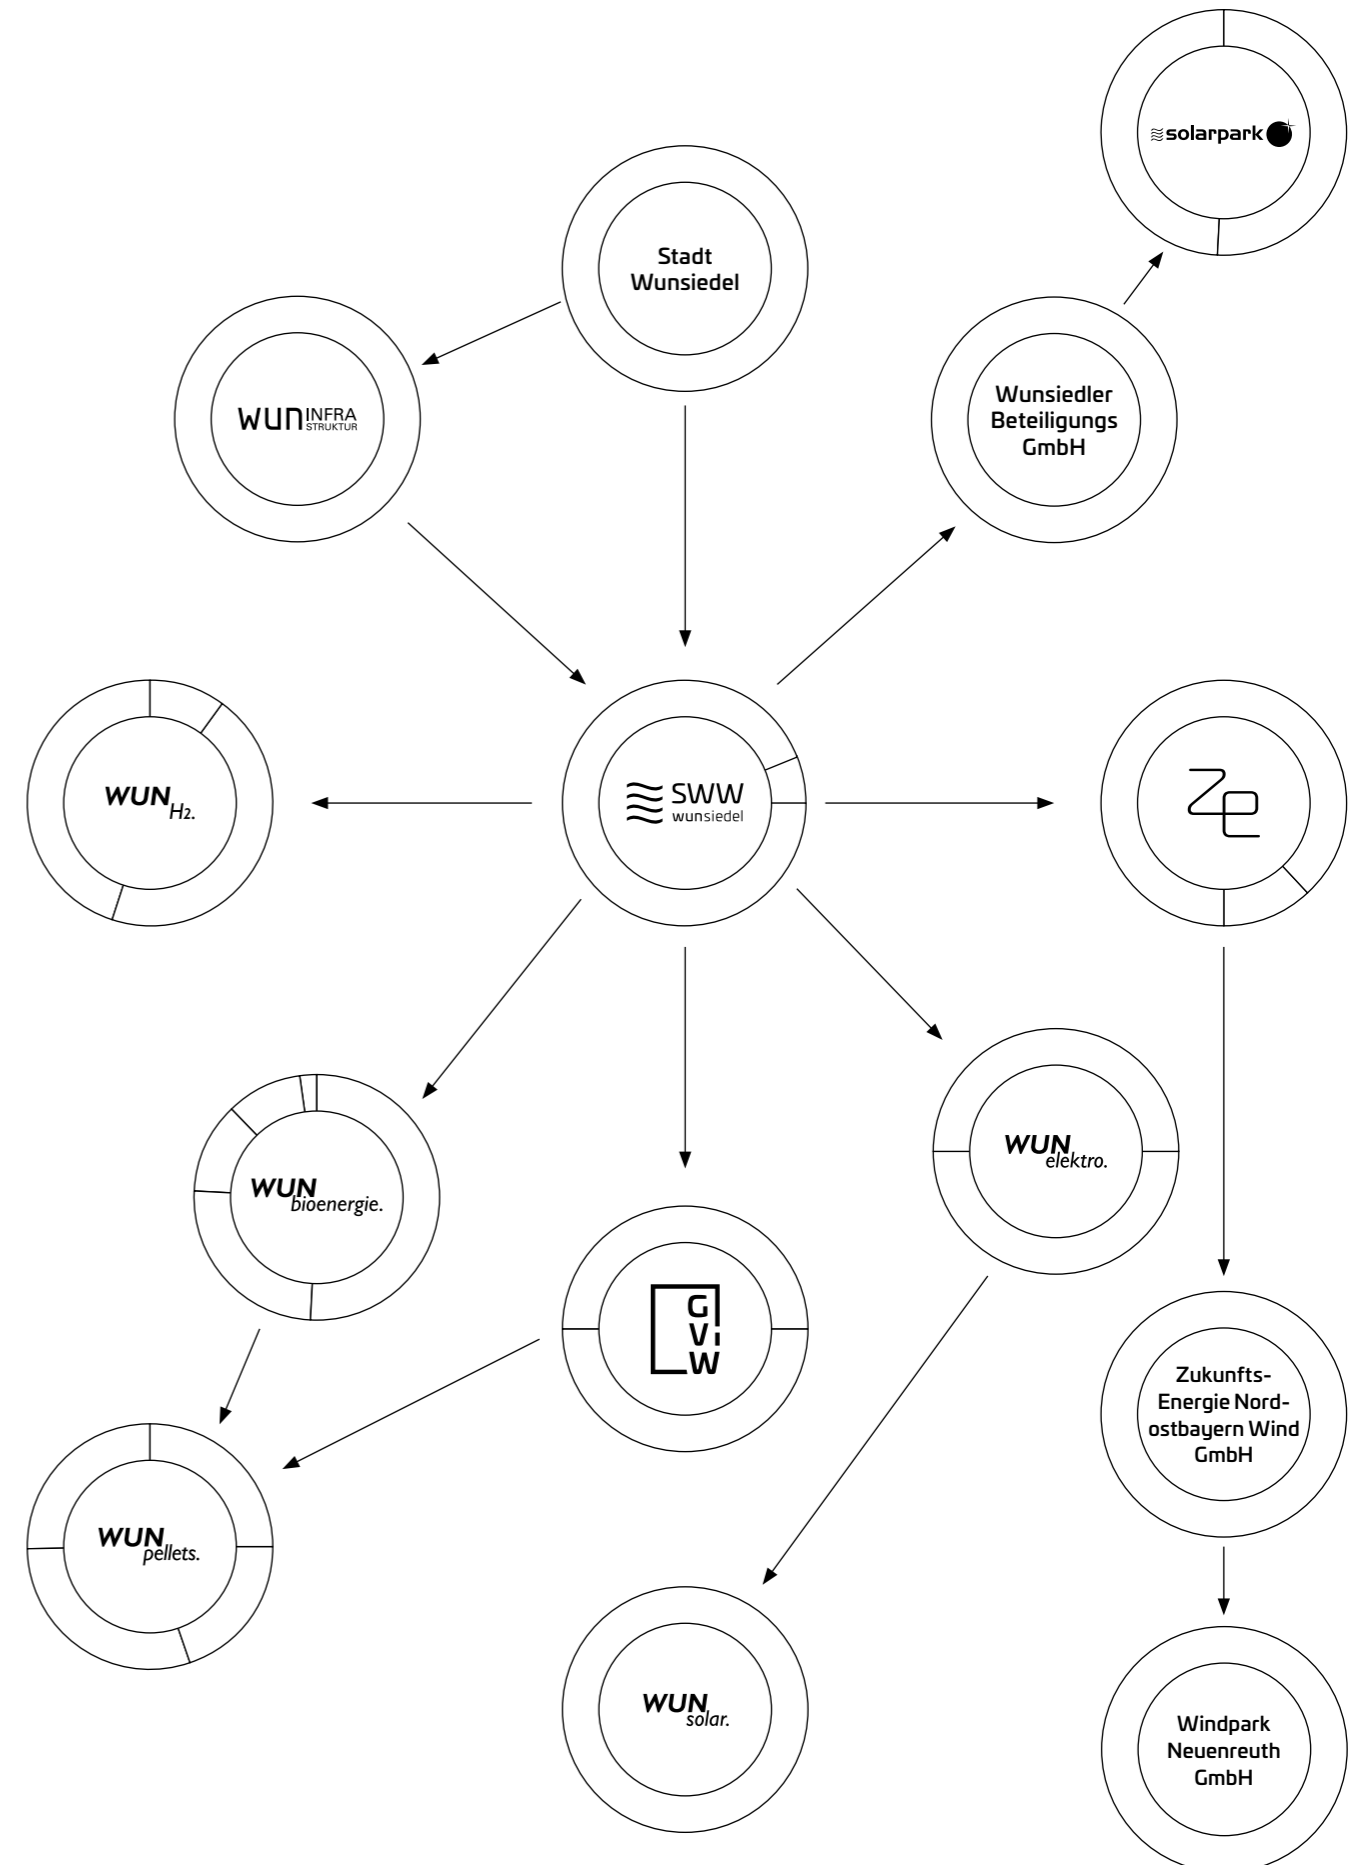 solarpark
Stadt
Wunsiedel
WUN INFRA
STRUKTUR
Wunsiedler
Beteiligungs
GmbH
WUN
H2.
SWW
wunsiedel
ze
WUN
bioenergie.
WUN
elektro.
G
V
W
Zukunfts-
Energie Nord-
ostbayern Wind
GmbH
WUN
pellets.
WUN
solar.
Windpark
Neuenreuth
GmbH